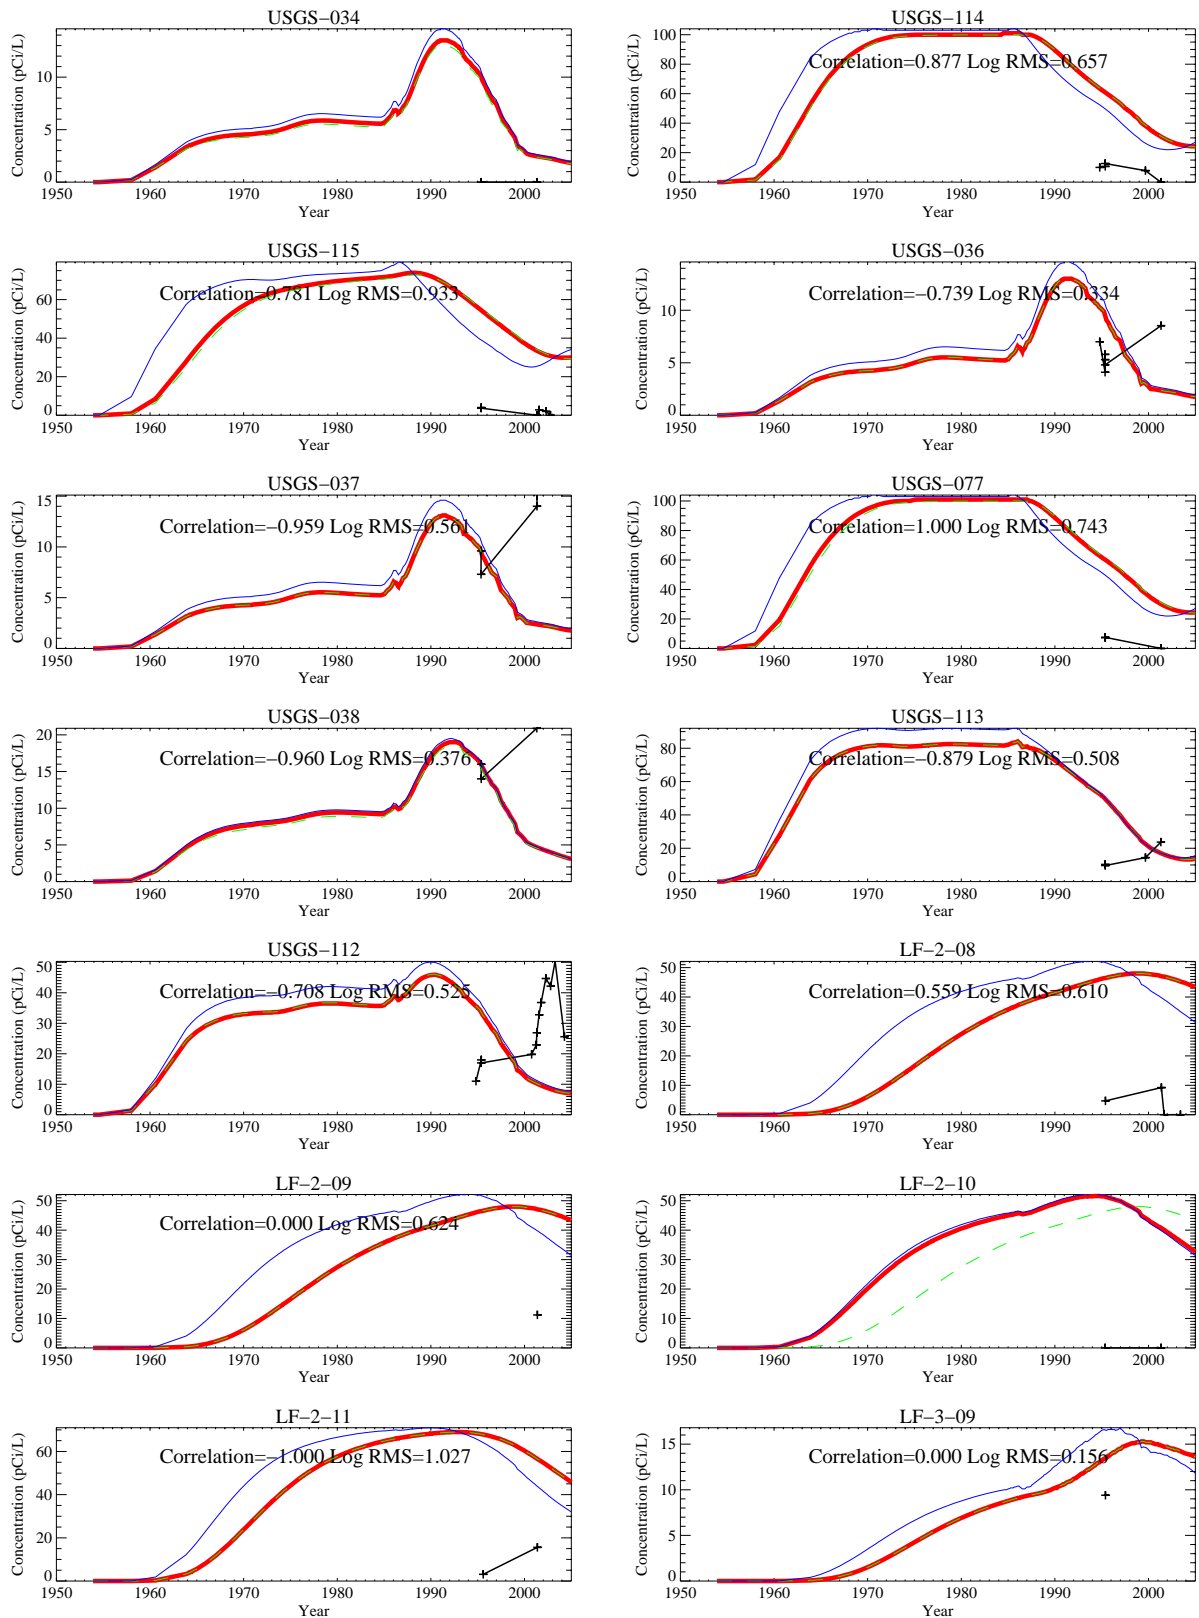 USGS−034
Concentration (pCi/L)
10
5
0
1950 1960 1970 1980 1990 2000
Year
USGS−114
Correlation=0.877 Log RMS=0.657
Concentration (pCi/L)
100
80
60
40
20
0
1950 1960 1970 1980 1990 2000
Year
USGS−115
Correlation=0.781 Log RMS=0.933
Concentration (pCi/L)
60
40
20
0
1950 1960 1970 1980 1990 2000
Year
USGS−036
Correlation=−0.739 Log RMS=0.334
Concentration (pCi/L)
10
5
0
1950 1960 1970 1980 1990 2000
Year
USGS−037
Correlation=−0.959 Log RMS=0.561
Concentration (pCi/L)
15
10
5
0
1950 1960 1970 1980 1990 2000
Year
USGS−077
Correlation=1.000 Log RMS=0.743
Concentration (pCi/L)
100
80
60
40
20
0
1950 1960 1970 1980 1990 2000
Year
USGS−038
Correlation=−0.960 Log RMS=0.376
Concentration (pCi/L)
20
15
10
5
0
1950 1960 1970 1980 1990 2000
Year
USGS−113
Correlation=−0.879 Log RMS=0.508
Concentration (pCi/L)
80
60
40
20
0
1950 1960 1970 1980 1990 2000
Year
USGS−112
Correlation=−0.708 Log RMS=0.525
Concentration (pCi/L)
50
40
30
20
10
0
1950 1960 1970 1980 1990 2000
Year
LF−2−08
Correlation=0.559 Log RMS=0.610
Concentration (pCi/L)
50
40
30
20
10
0
1950 1960 1970 1980 1990 2000
Year
LF−2−09
Correlation=0.000 Log RMS=0.624
Concentration (pCi/L)
50
40
30
20
10
0
1950 1960 1970 1980 1990 2000
Year
LF−2−10
Concentration (pCi/L)
50
40
30
20
10
0
1950 1960 1970 1980 1990 2000
Year
LF−2−11
Correlation=−1.000 Log RMS=1.027
Concentration (pCi/L)
60
40
20
0
1950 1960 1970 1980 1990 2000
Year
LF−3−09
Correlation=0.000 Log RMS=0.156
Concentration (pCi/L)
15
10
5
0
1950 1960 1970 1980 1990 2000
Year